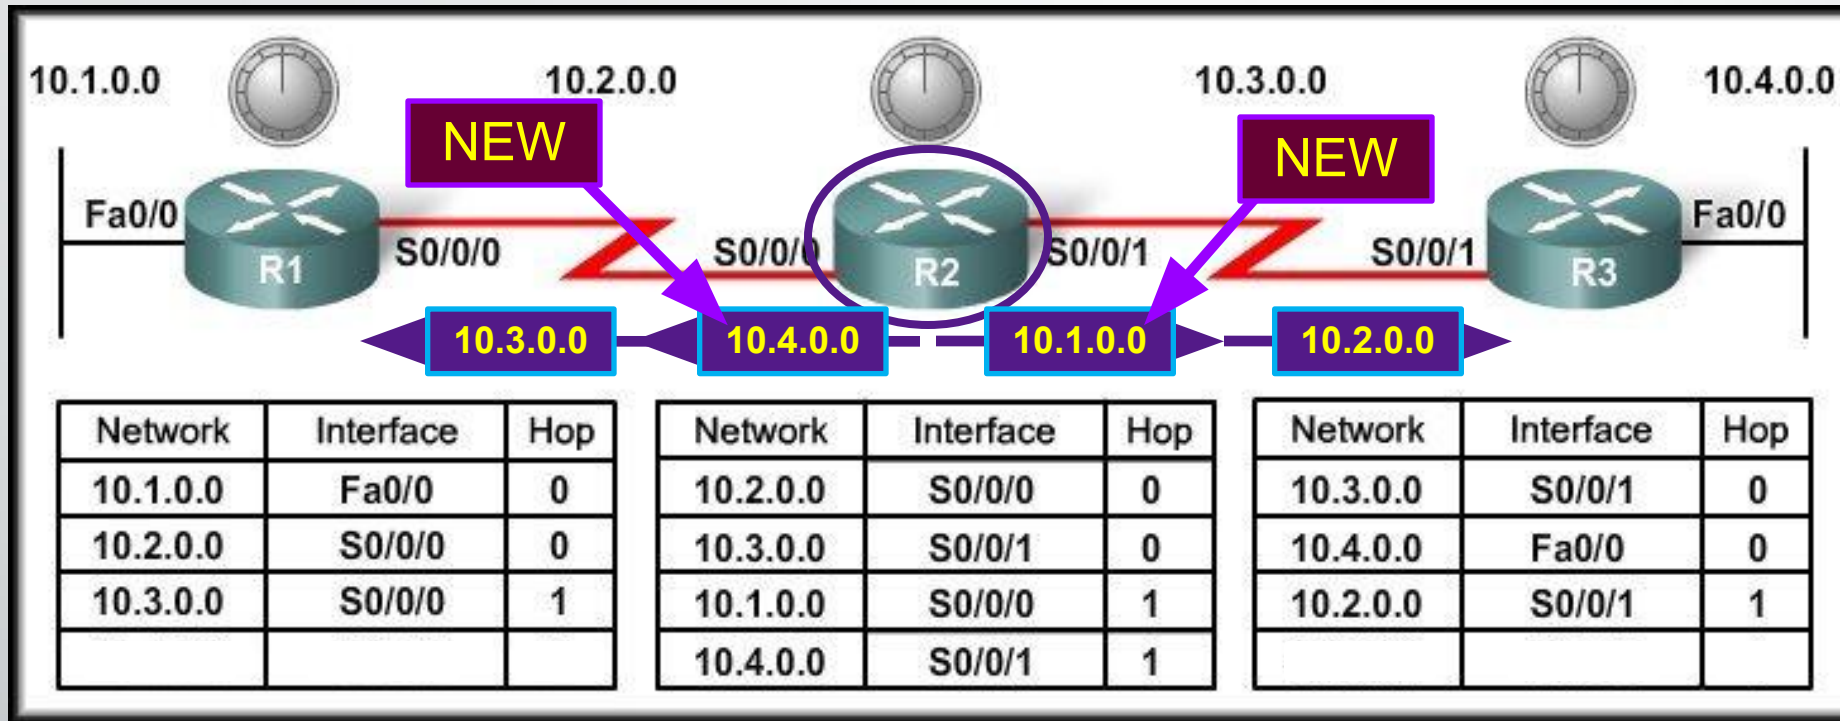 10.1.0.0 10.2.0.0 10.3.0.0 10.4.0.0
NEW NEW
Fa0/0 S0/0/0 S0/0/0 S0/0/1 S0/0/1 Fa0/0
R1 R2 R3
10.3.0.0 10.4.0.0 10.1.0.0 10.2.0.0
Network Interface Hop
10.1.0.0 Fa0/0 0
10.2.0.0 S0/0/0 0
10.3.0.0 S0/0/0 1
Network Interface Hop
10.2.0.0 S0/0/0 0
10.3.0.0 S0/0/1 0
10.1.0.0 S0/0/0 1
10.4.0.0 S0/0/1 1
Network Interface Hop
10.3.0.0 S0/0/1 0
10.4.0.0 Fa0/0 0
10.2.0.0 S0/0/1 1